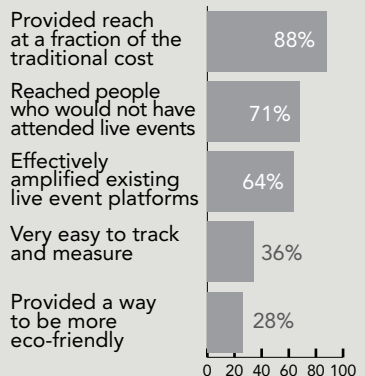 Provided reach
at a fraction of the
traditional cost
88%
Reached people
who would not have
attended live events
71%
Effectively
amplified existing
live event platforms
64%
Very easy to track
and measure
36%
Provided a way
to be more
eco-friendly
28%
0 20 40 60 80 100